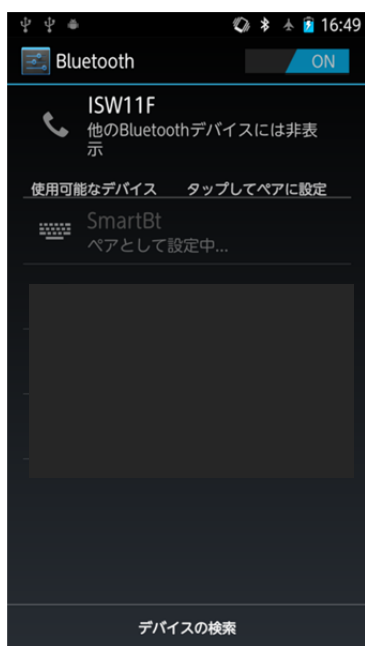 16:49
Bluetooth ON
ISW11F
他のBluetoothデバイスには非表
示
使用可能なデバイス タップしてペアに設定
SmartBt
ペアとして設定中...
デバイスの検索